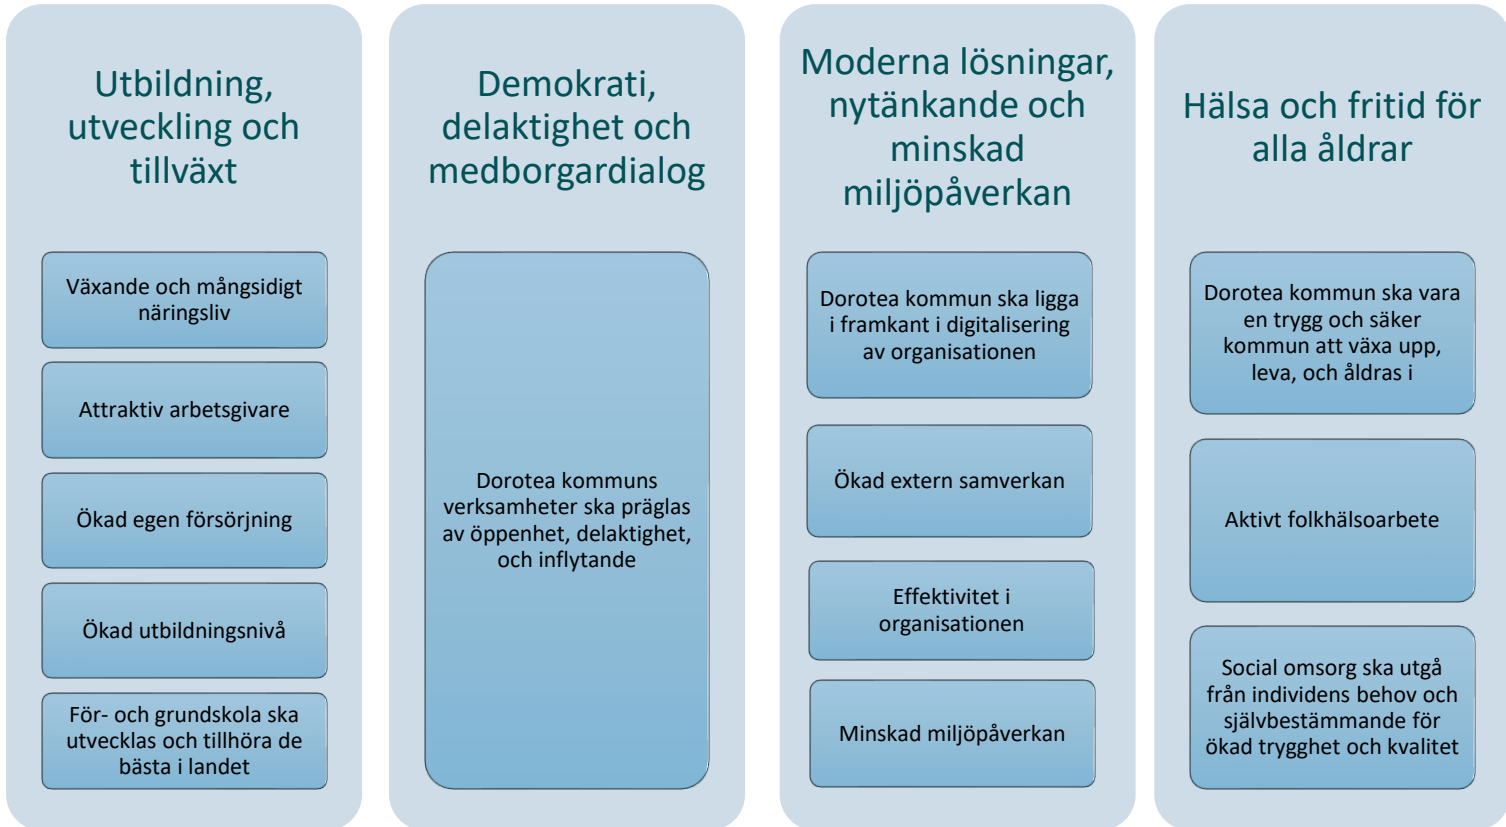 Utbildning,
utveckling och
tillväxt
Växande och mångsidigt
näringsliv
Attraktiv arbetsgivare
Ökad egen försörjning
Ökad utbildningsnivå
För- och grundskola ska
utvecklas och tillhöra de
bästa i landet
Demokrati,
delaktighet och
medborgardialog
Dorotea kommuns
verksamheter ska präglas
av öppenhet, delaktighet,
och inflytande
Moderna lösningar,
nytänkande och
minskad
miljöpåverkan
Dorotea kommun ska ligga
i framkant i digitalisering
av organisationen
Ökad extern samverkan
Effektivitet i
organisationen
Minskad miljöpåverkan
Hälsa och fritid för
alla åldrar
Dorotea kommun ska vara
en trygg och säker
kommun att växa upp,
leva, och åldras i
Aktivt folkhälsoarbete
Social omsorg ska utgå
från individens behov och
självbestämmande för
ökad trygghet och kvalitet